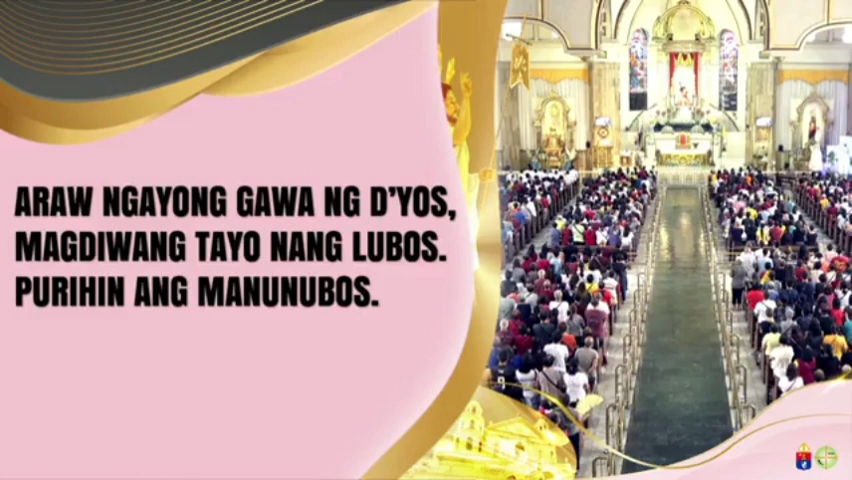 ARAW NGAYONG GAWA NG D'YOS,
MAGDIWANG TAYO NANG LUBOS.
PURIHIN ANG MANUNUBOS.